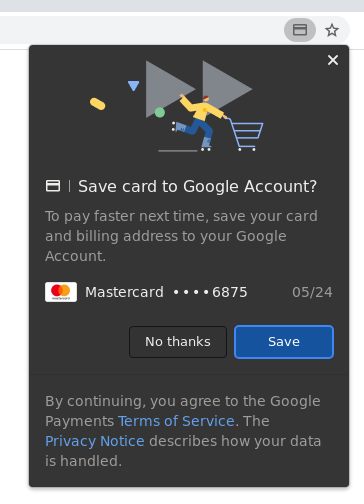 Save card to Google Account?
To pay faster next time, save your card
and billing address to your Google
Account.
mastercard Mastercard ••••6875 05/24
No thanks Save
By continuing, you agree to the Google
Payments Terms of Service. The
Privacy Notice describes how your data
is handled.